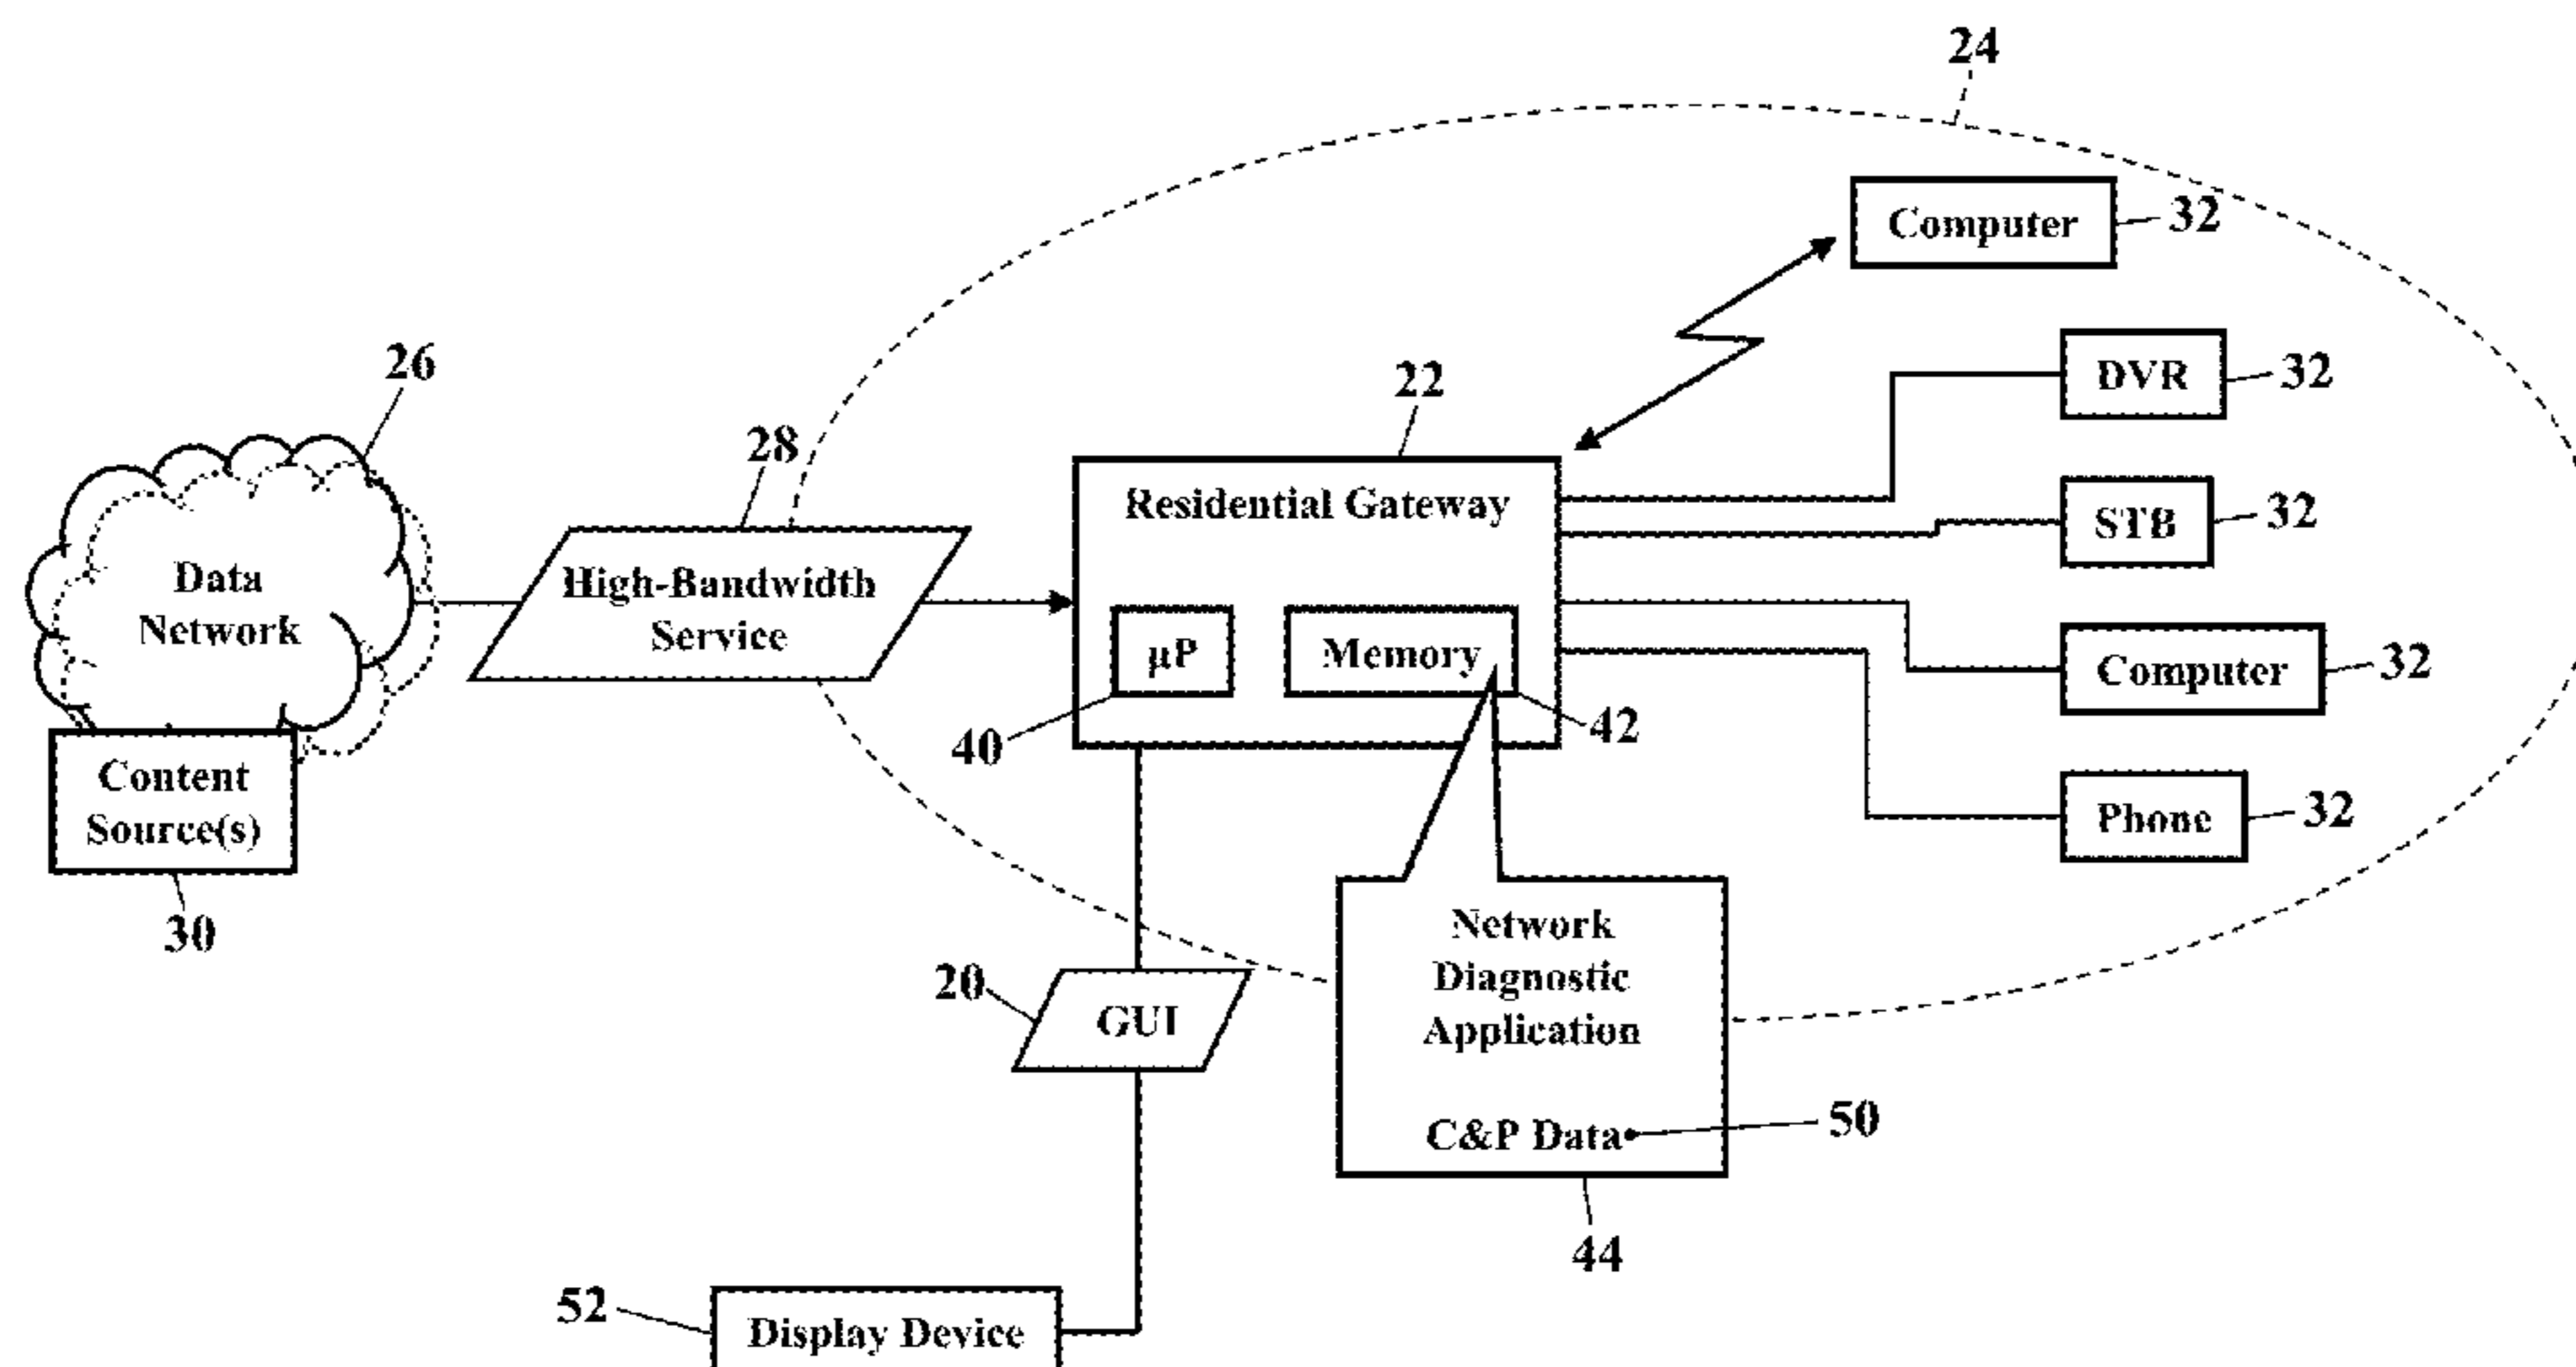 24
Computer
32
26
28
22
DVR
32
Residential Gateway
STB
32
Data
Network
High-Bandwidth
Service
µP
Memory
Computer
32
40
42
Content
Source(s)
Phone
32
30
Network
Diagnostic
Application
20
GUI
C&P Data
50
44
52
Display Device